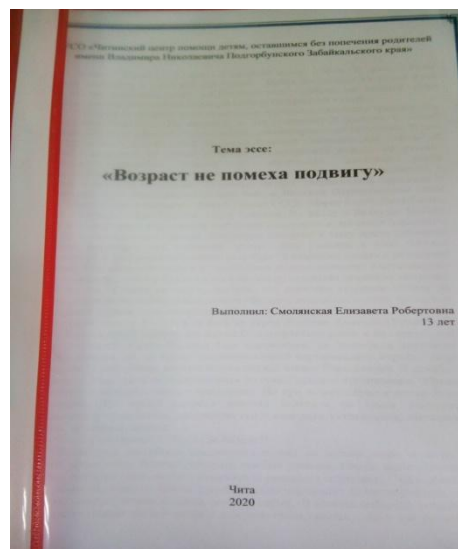 «Читинский центр помощи детям, оставшимся без попечения родителей
имени Владимира Николаевича Подгорбунского Забайкальского края»
Тема эссе:
«Возраст не помеха подвигу»
Выполнил: Смолянская Елизавета Робертовна
13 лет
Чита
2020